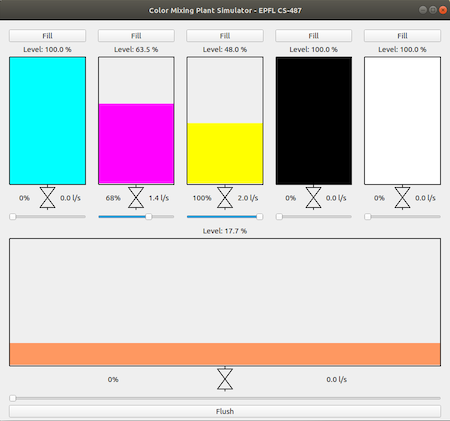 Color Mixing Plant Simulator - EPFL CS-487
Fill Fill Fill Fill Fill
Level: 100.0 % Level: 63.5 % Level: 48.0 % Level: 100.0 % Level: 100.0 %
0% 0.0 l/s 68% 1.4 l/s 100% 2.0 l/s 0% 0.0 l/s 0% 0.0 l/s
Level: 17.7 %
0% 0.0 l/s
Flush